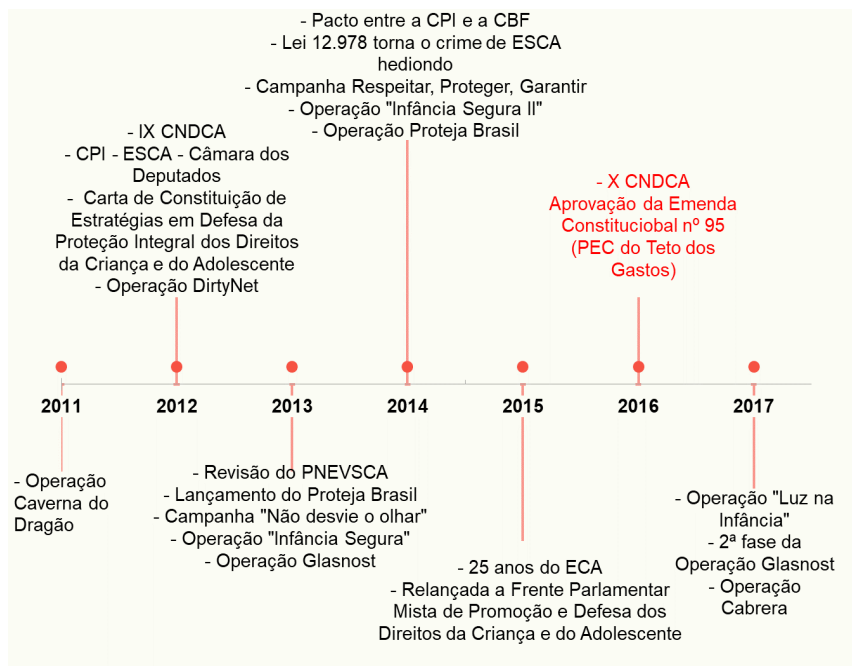 - Pacto entre a CPI e a CBF
- Lei 12.978 torna o crime de ESCA
hediondo
- Campanha Respeitar, Proteger, Garantir
- Operação "Infância Segura II"
- Operação Proteja Brasil
- IX CNDCA
- CPI - ESCA - Câmara dos
Deputados
- Carta de Constituição de
Estratégias em Defesa da
Proteção Integral dos Direitos
da Criança e do Adolescente
- Operação DirtyNet
- X CNDCA
Aprovação da Emenda
Constituciobal nº 95
(PEC do Teto dos
Gastos)
2011 2012 2013 2014 2015 2016 2017
- Operação
Caverna do
Dragão
- Revisão do PNEVSCA
- Lançamento do Proteja Brasil
- Campanha "Não desvie o olhar"
- Operação "Infância Segura"
- Operação Glasnost
- 25 anos do ECA
- Relançada a Frente Parlamentar
Mista de Promoção e Defesa dos
Direitos da Criança e do Adolescente
- Operação "Luz na
Infância"
- 2ª fase da
Operação Glasnost
- Operação
Cabrera